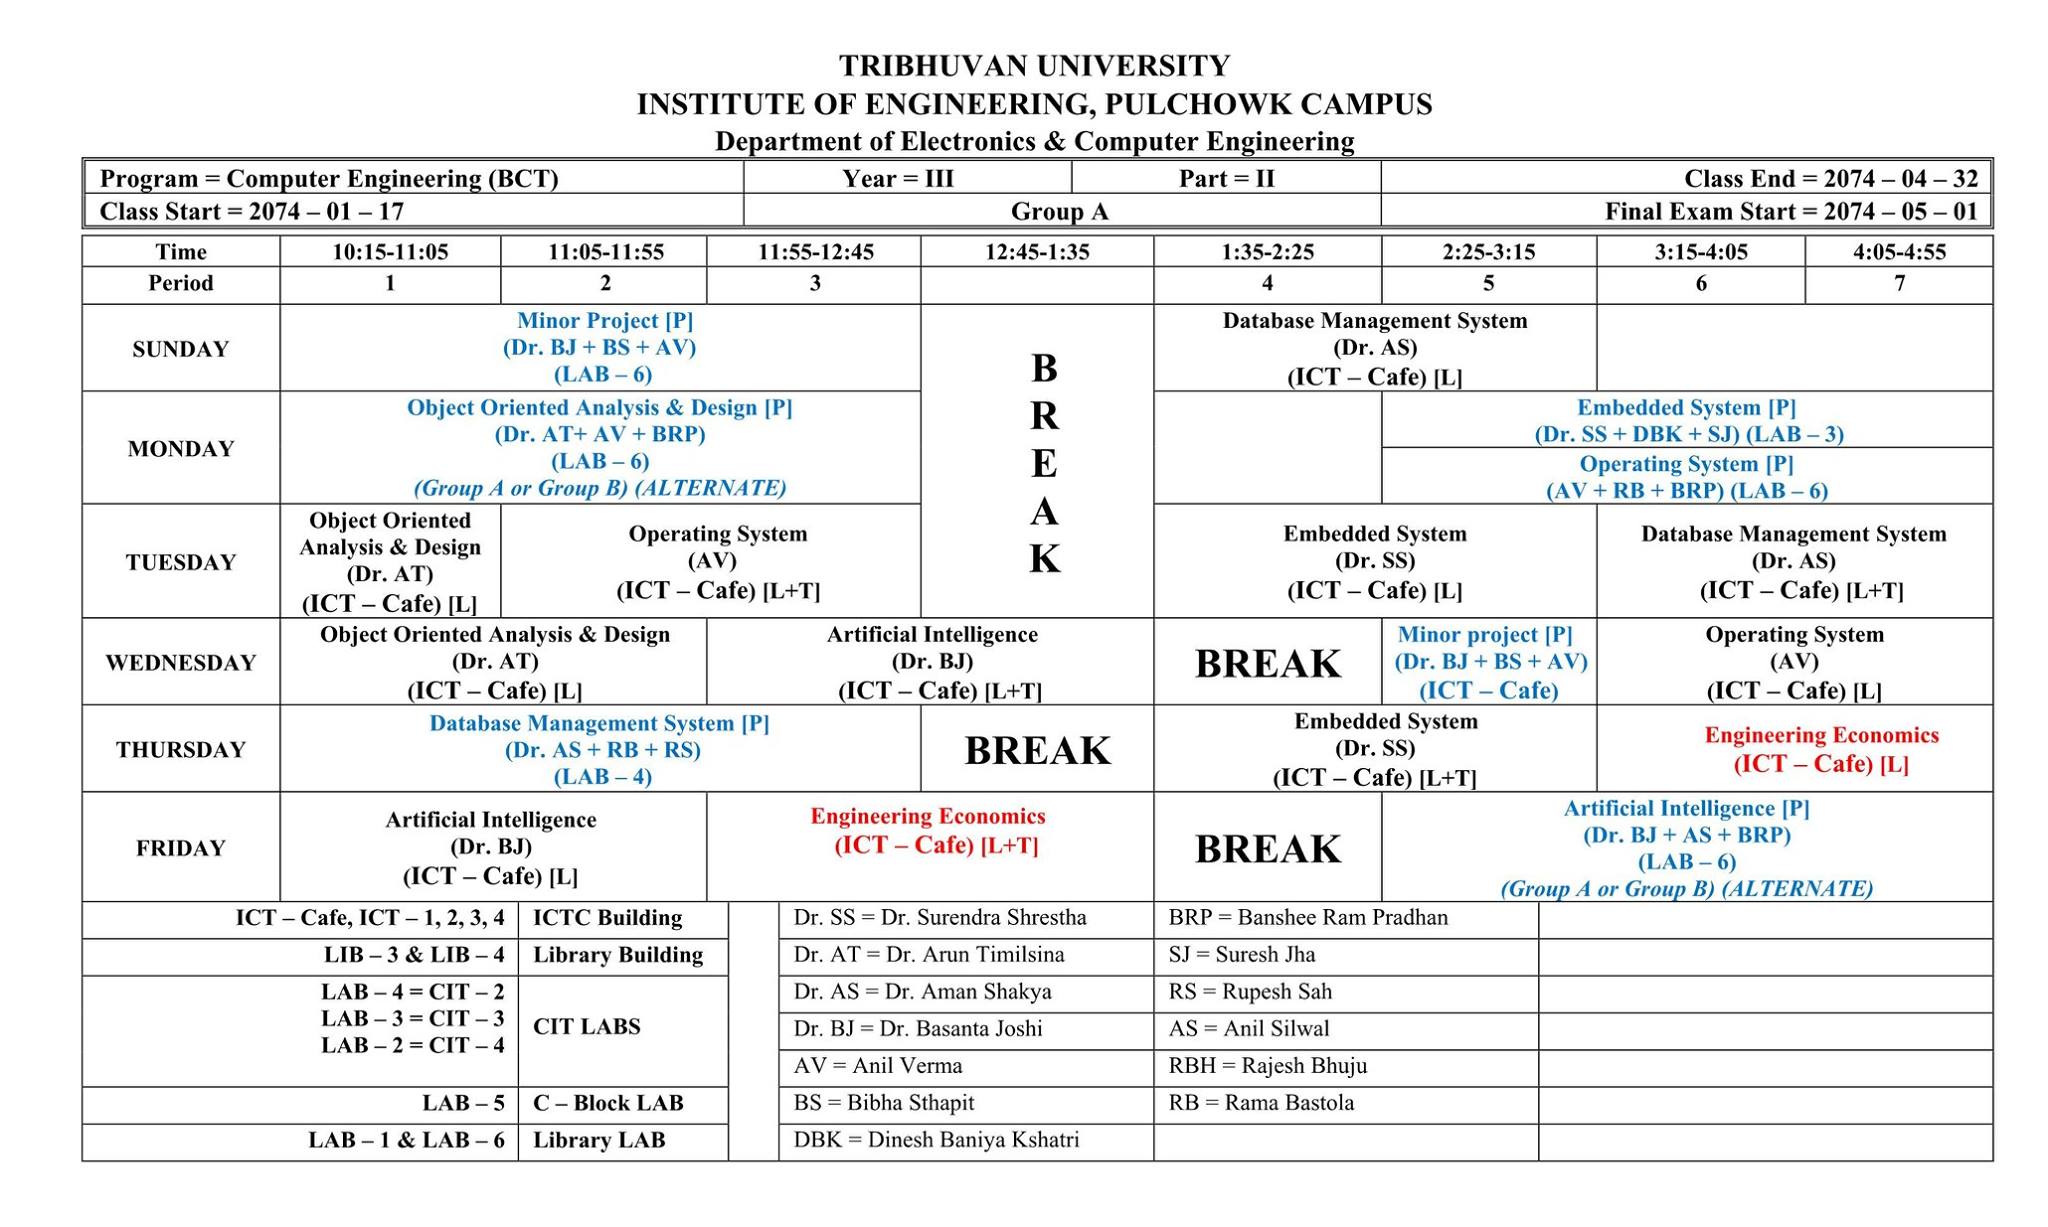 TRIBHUVAN UNIVERSITY
INSTITUTE OF ENGINEERING, PULCHOWK CAMPUS
Department of Electronics & Computer Engineering
Program = Computer Engineering (BCT)
Year = III
Part = II
Class End = 2074 – 04 – 32
Class Start = 2074 – 01 – 17
Group A
Final Exam Start = 2074 – 05 – 01
Time
10:15-11:05
11:05-11:55
11:55-12:45
12:45-1:35
1:35-2:25
2:25-3:15
3:15-4:05
4:05-4:55
Period
1
2
3
4
5
6
7
SUNDAY
Minor Project [P]
(Dr. BJ + BS + AV)
(LAB – 6)
B
R
E
A
K
Database Management System
(Dr. AS)
(ICT – Cafe) [L]
MONDAY
Object Oriented Analysis & Design [P]
(Dr. AT+ AV + BRP)
(LAB – 6)
(Group A or Group B) (ALTERNATE)
Embedded System [P]
(Dr. SS + DBK + SJ) (LAB – 3)
Operating System [P]
(AV + RB + BRP) (LAB – 6)
TUESDAY
Object Oriented
Analysis & Design
(Dr. AT)
(ICT – Cafe) [L]
Operating System
(AV)
(ICT – Cafe) [L+T]
Embedded System
(Dr. SS)
(ICT – Cafe) [L]
Database Management System
(Dr. AS)
(ICT – Cafe) [L+T]
WEDNESDAY
Object Oriented Analysis & Design
(Dr. AT)
(ICT – Cafe) [L]
Artificial Intelligence
(Dr. BJ)
(ICT – Cafe) [L+T]
BREAK
Minor project [P]
(Dr. BJ + BS + AV)
(ICT – Cafe)
Operating System
(AV)
(ICT – Cafe) [L]
THURSDAY
Database Management System [P]
(Dr. AS + RB + RS)
(LAB – 4)
BREAK
Embedded System
(Dr. SS)
(ICT – Cafe) [L+T]
Engineering Economics
(ICT – Cafe) [L]
FRIDAY
Artificial Intelligence
(Dr. BJ)
(ICT – Cafe) [L]
Engineering Economics
(ICT – Cafe) [L+T]
BREAK
Artificial Intelligence [P]
(Dr. BJ + AS + BRP)
(LAB – 6)
(Group A or Group B) (ALTERNATE)
ICT – Cafe, ICT – 1, 2, 3, 4
ICTC Building
Dr. SS = Dr. Surendra Shrestha
BRP = Banshee Ram Pradhan
LIB – 3 & LIB – 4
Library Building
Dr. AT = Dr. Arun Timilsina
SJ = Suresh Jha
LAB – 4 = CIT – 2
LAB – 3 = CIT – 3
LAB – 2 = CIT – 4
CIT LABS
Dr. AS = Dr. Aman Shakya
RS = Rupesh Sah
Dr. BJ = Dr. Basanta Joshi
AS = Anil Silwal
AV = Anil Verma
RBH = Rajesh Bhuju
LAB – 5
C – Block LAB
BS = Bibha Sthapit
RB = Rama Bastola
LAB – 1 & LAB – 6
Library LAB
DBK = Dinesh Baniya Kshatri